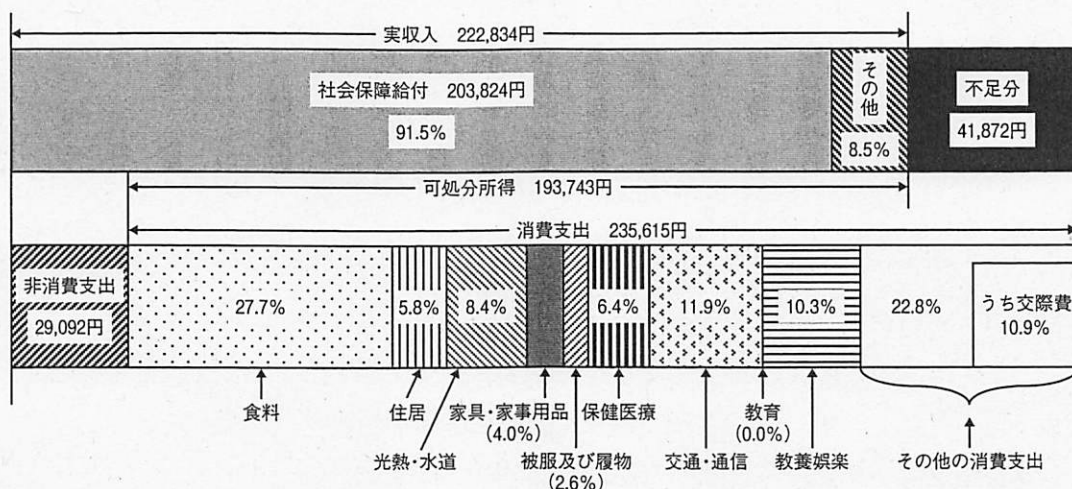 実収入 222,834円
社会保障給付 203,824円
91.5%
その他
8.5%
不足分
41,872円
可処分所得 193,743円
消費支出 235,615円
非消費支出
29,092円
27.7%
5.8%
8.4%
6.4%
11.9%
10.3%
22.8%
うち交際費
10.9%
食料
住居
家具・家事用品
(4.0%)
保健医療
教育
(0.0%)
光熱・水道
被服及び履物
(2.6%)
交通・通信
教養娯楽
その他の消費支出